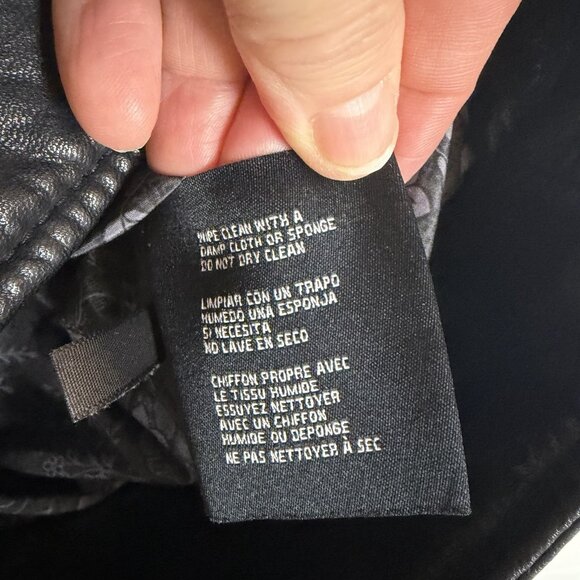 WIPE CLEAN WITH A
DAMP CLOTH OR SPONGE
DO NOT DRY CLEAN
LIMPIAR CON UN TRAPO
HUMEDO UNA ESPONJA
SI NECESITA
NO LAVE EN SECO
CHIFFON PROPRE AVEC
LE TISSU HUMIDE
ESSUYEZ NETTOYER
AVEC UN CHIFFON
HUMIDE OU DEPONGE
NE PAS NETTOYER À SEC